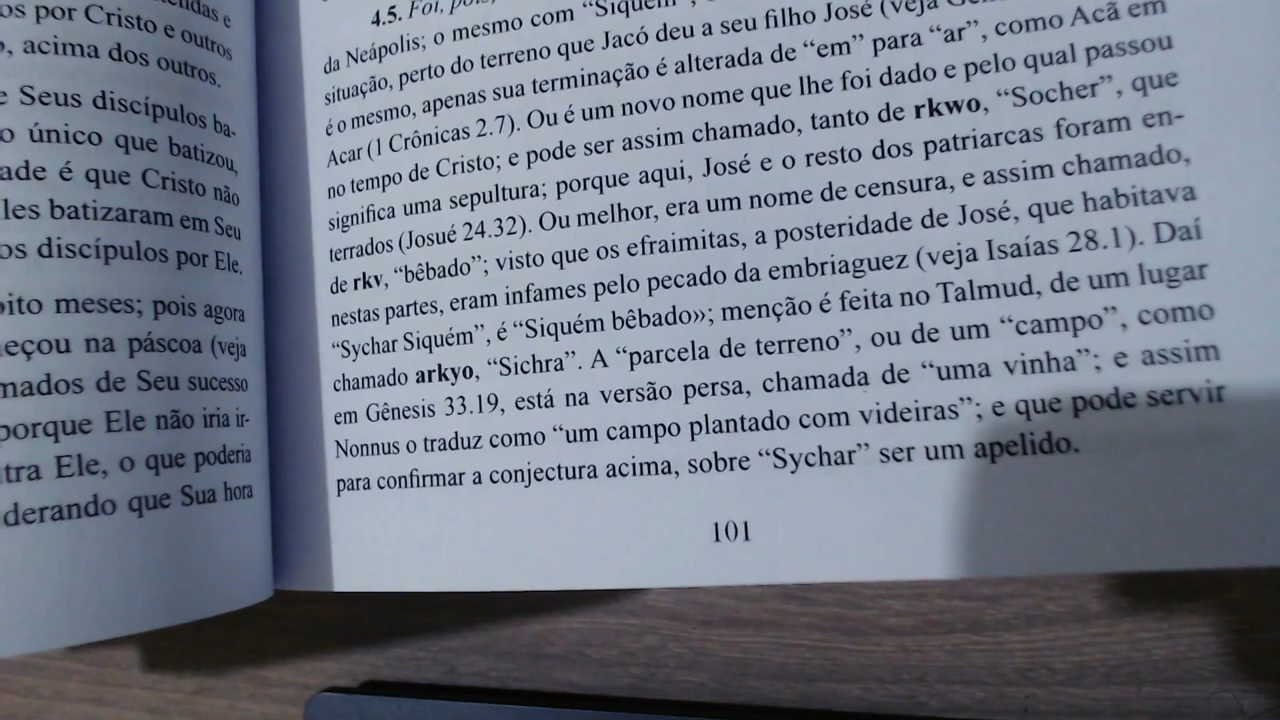 e
os por Cristo e outros
acima dos outros.
Seus discípulos ba-
o único que batizou,
ade é que Cristo não
les batizaram em Seu
os discípulos por Ele.
oito meses; pois agora
eçou na páscoa (veja
mados de Seu sucesso
porque Ele não iria ir-
tra Ele, o que poderia
derando que Sua hora
4.5. Foi, pois,
da Neápolis; o mesmo com “Siquém”,
situação, perto do terreno que Jacó deu a seu filho José (veja
é o mesmo, apenas sua terminação é alterada de “em” para “ar”, como Acã em
Acar (1 Crônicas 2.7). Ou é um novo nome que lhe foi dado e pelo qual passou
no tempo de Cristo; e pode ser assim chamado, tanto de rkwo, “Socher”, que
significa uma sepultura; porque aqui, José e o resto dos patriarcas foram en-
terrados (Josué 24.32). Ou melhor, era um nome de censura, e assim chamado,
de rkv, “bêbado”; visto que os efraimitas, a posteridade de José, que habitava
nestas partes, eram infames pelo pecado da embriaguez (veja Isaías 28.1). Daí
“Sychar Siquém”, é “Siquém bêbado»; menção é feita no Talmud, de um lugar
chamado arkyo, “Sichra”. A “parcela de terreno”, ou de um “campo”, como
em Gênesis 33.19, está na versão persa, chamada de “uma vinha”; e assim
Nonnus o traduz como “um campo plantado com videiras”; e que pode servir
para confirmar a conjectura acima, sobre “Sychar” ser um apelido.
101